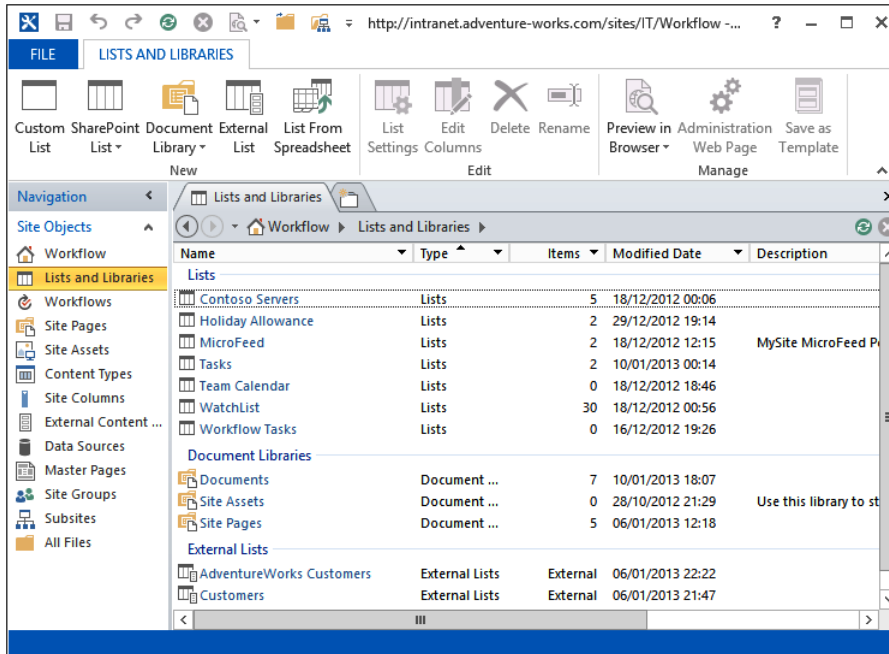 http://intranet.adventure-works.com/sites/IT/Workflow -... ?
FILE LISTS AND LIBRARIES
Custom List
SharePoint List
Document Library
External List
List From Spreadsheet
List Settings
Edit Columns
Delete
Rename
Preview in Browser
Administration Web Page
Save as Template
New Edit Manage
Navigation
Site Objects
Workflow
Lists and Libraries
Workflows
Site Pages
Site Assets
Content Types
Site Columns
External Content ...
Data Sources
Master Pages
Site Groups
Subsites
All Files
Lists and Libraries
Workflow Lists and Libraries
Name Type Items Modified Date Description
Lists
Contoso Servers Lists 5 18/12/2012 00:06
Holiday Allowance Lists 2 29/12/2012 19:14
MicroFeed Lists 2 18/12/2012 12:15 MySite MicroFeed P
Tasks Lists 2 10/01/2013 00:14
Team Calendar Lists 0 18/12/2012 18:46
WatchList Lists 30 18/12/2012 00:56
Workflow Tasks Lists 0 16/12/2012 19:26
Document Libraries
Documents Document ... 7 10/01/2013 18:07
Site Assets Document ... 0 28/10/2012 21:29 Use this library to st
Site Pages Document ... 5 06/01/2013 12:18
External Lists
AdventureWorks Customers External Lists External 06/01/2013 22:22
Customers External Lists External 06/01/2013 21:47